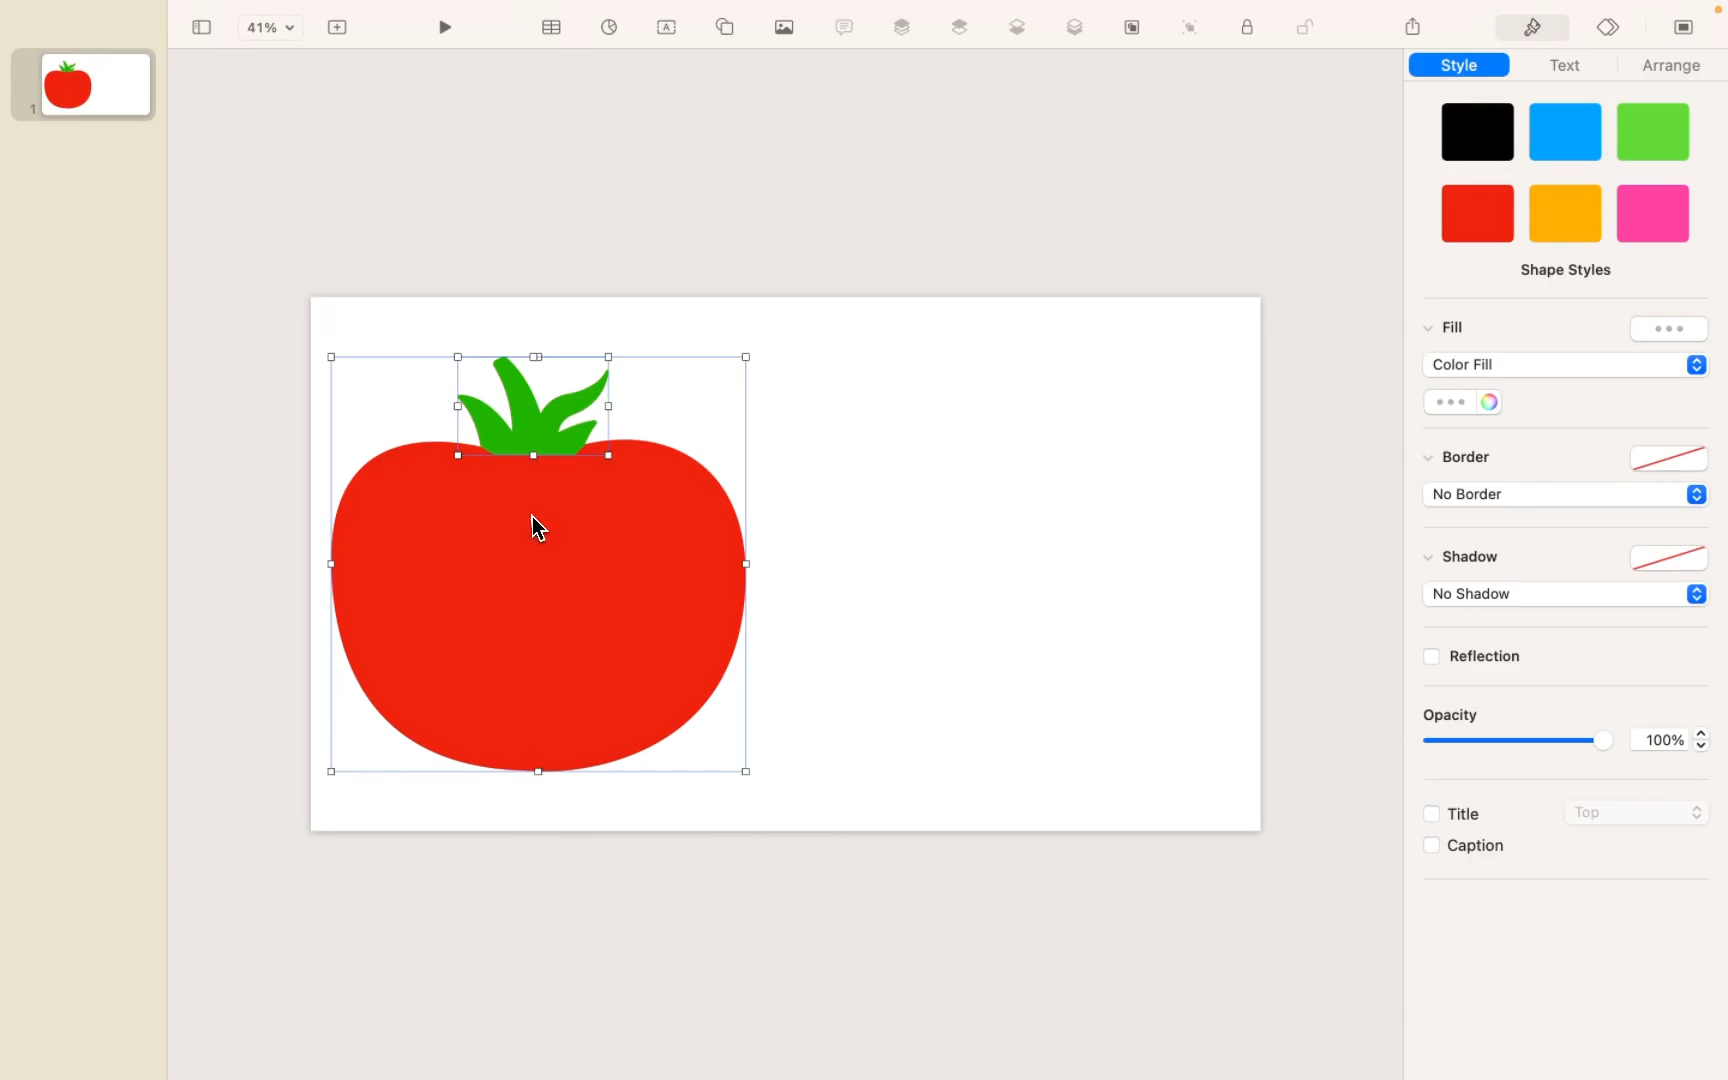 41%
A
Style Text Arrange
1
Shape Styles
Fill
Color Fill
Border
No Border
Shadow
No Shadow
Reflection
Opacity
100%
Title Top
Caption